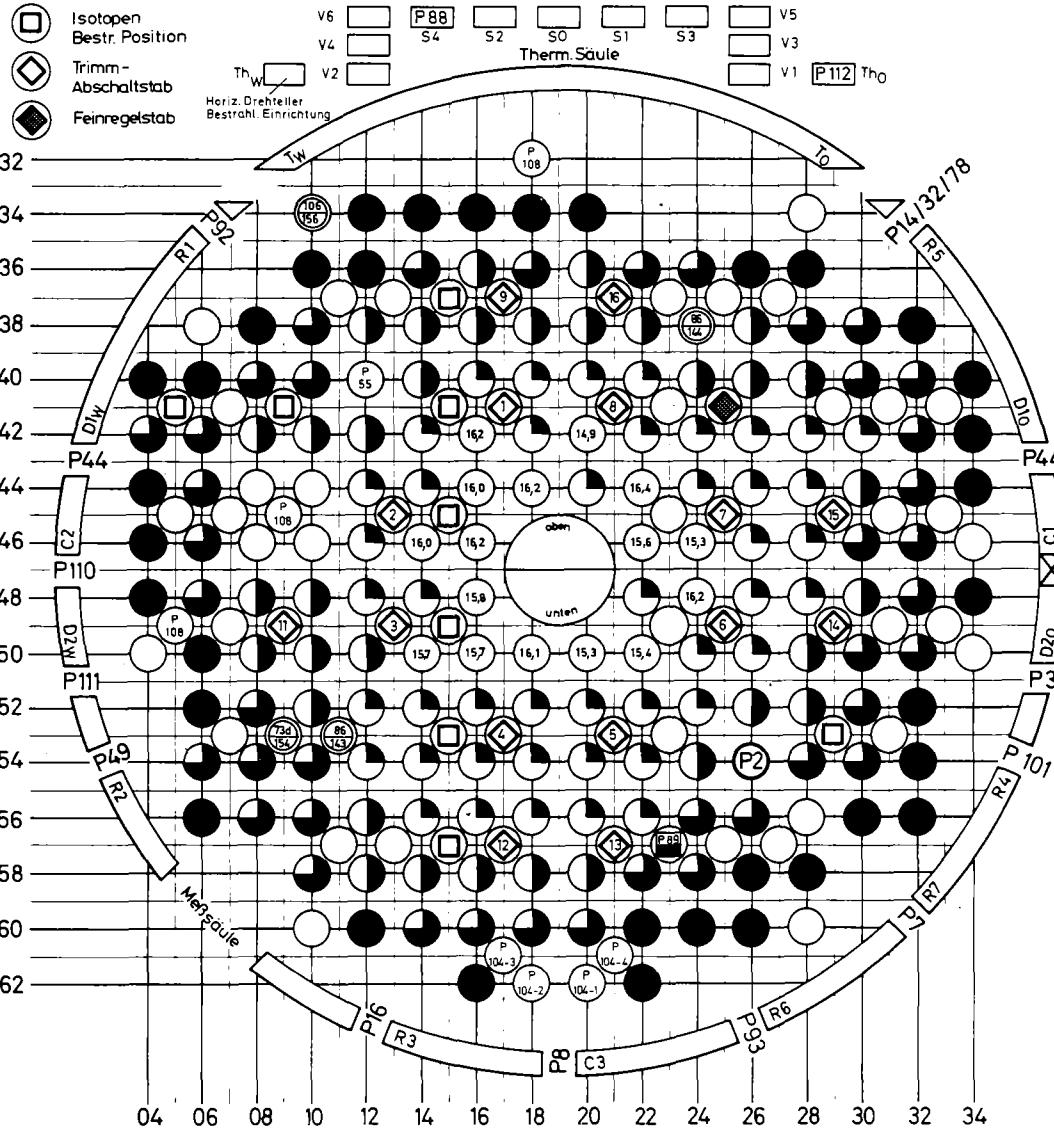 Isotopen
Bestr. Position
Trimm-
Abschaltstab
Feinregelstab
V6
P88
V5
S4 S2 S0 S1 S3
V4
V3
Therm. Säule
Th W
V2
V1
P112
Th O
Horiz. Drehteller
Bestrahl. Einrichtung
TW
TO
32
P
108
P14/32/78
34
106
156
P92
R1
R5
36
9
16
38
86
144
40
P
55
1
8
D1W
D1O
42
16,2
14,9
P44
P44
44
16,0
16,2
16,4
P
108
2
7
15
C2
C1
oben
46
16,0
16,2
15,6
15,3
P110
48
15,8
16,2
unten
P
108
11
3
6
14
D2W
D2O
50
15,7
15,7
16,1
15,3
15,4
P111
P3
52
73d
154
86
143
4
5
P49
54
P2
P 101
R2
R4
56
12
13
P89
58
R7
Meßsäule
60
P7
P
104-3
P
104-4
62
P
104-2
P
104-1
P16
R3
P8
C3
P93
R6
04 06 08 10 12 14 16 18 20 22 24 26 28 30 32 34